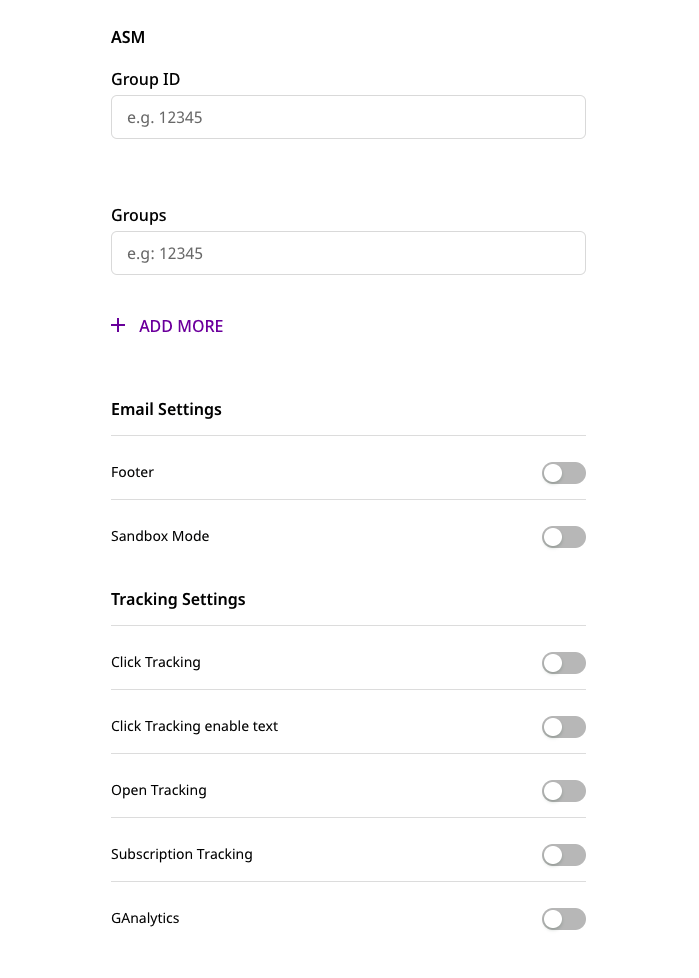 ASM
Group ID
e.g. 12345
Groups
e.g: 12345
+ ADD MORE
Email Settings
Footer
Sandbox Mode
Tracking Settings
Click Tracking
Click Tracking enable text
Open Tracking
Subscription Tracking
GAnalytics